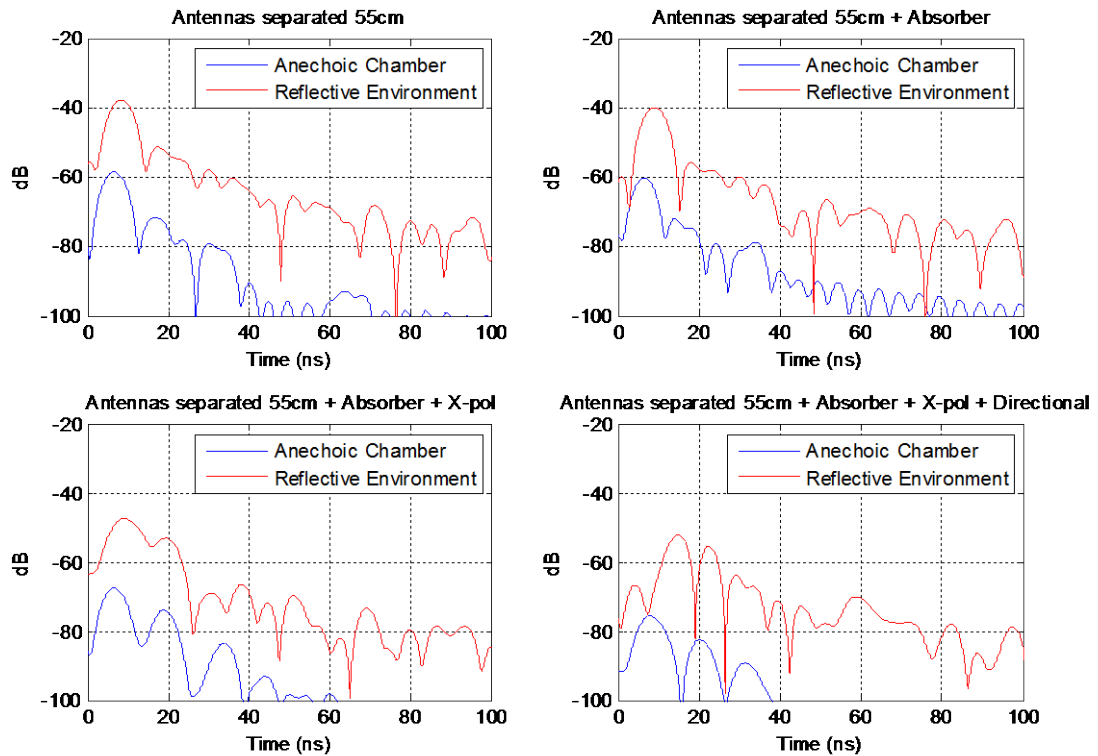 Antennas separated 55cm
-20
-40
-60
-80
-100
dB
0 20 40 60 80 100
Time (ns)
Anechoic Chamber
Reflective Environment
Antennas separated 55cm + Absorber
-20
-40
-60
-80
-100
dB
0 20 40 60 80 100
Time (ns)
Anechoic Chamber
Reflective Environment
Antennas separated 55cm + Absorber + X-pol
-20
-40
-60
-80
-100
dB
0 20 40 60 80 100
Time (ns)
Anechoic Chamber
Reflective Environment
Antennas separated 55cm + Absorber + X-pol + Directional
-20
-40
-60
-80
-100
dB
0 20 40 60 80 100
Time (ns)
Anechoic Chamber
Reflective Environment